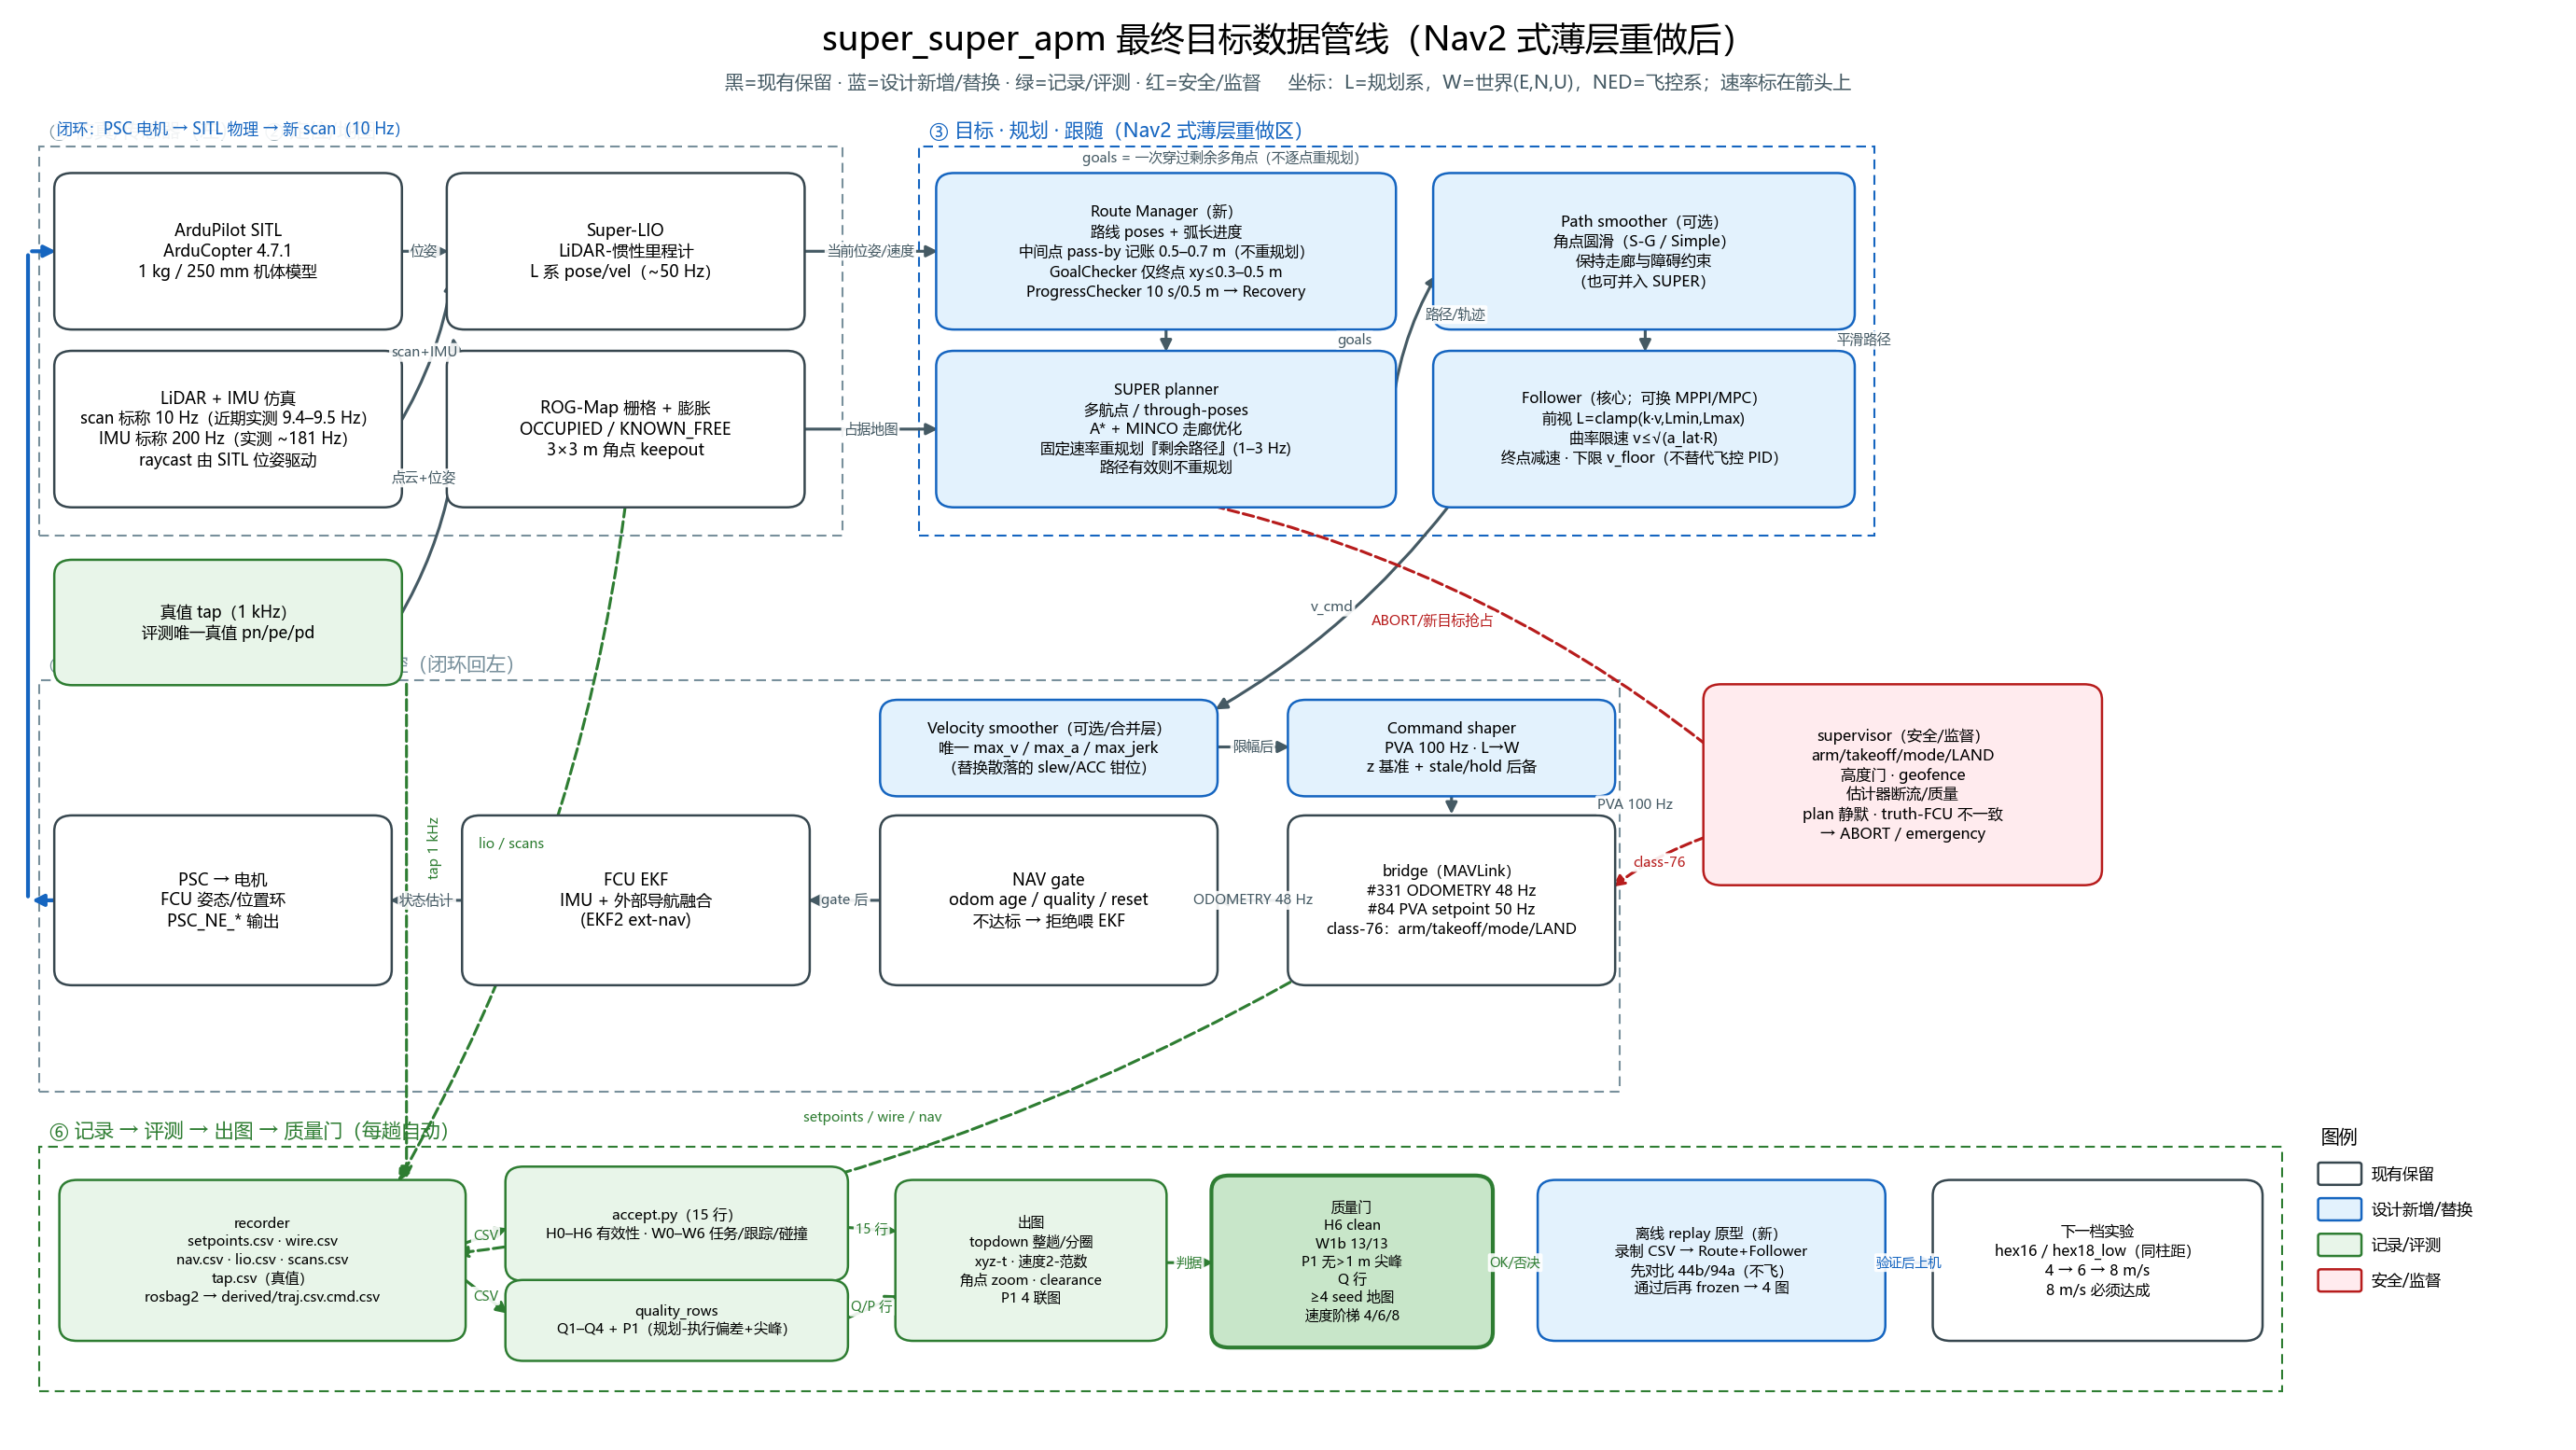 super_super_apm 最终目标数据管线（Nav2 式薄层重做后）
黑=现有保留 · 蓝=设计新增/替换 · 绿=记录/评测 · 红=安全/监督 坐标：L=规划系，W=世界(E,N,U)，NED=飞控系；速率标在箭头上
闭环：PSC 电机 → SITL 物理 → 新 scan（10 Hz）
③ 目标 · 规划 · 跟随（Nav2 式薄层重做区）
goals = 一次穿过剩余多角点（不逐点重规划）
ArduPilot SITL
ArduCopter 4.7.1
1 kg / 250 mm 机体模型
位姿
Super-LIO
LiDAR-惯性里程计
L 系 pose/vel（~50 Hz）
当前位姿/速度
Route Manager（新）
路线 poses + 弧长进度
中间点 pass-by 记账 0.5–0.7 m（不重规划）
GoalChecker 仅终点 xy≤0.3–0.5 m
ProgressChecker 10 s/0.5 m → Recovery
Path smoother（可选）
角点圆滑（S-G / Simple）
保持走廊与障碍约束
（也可并入 SUPER）
路径/轨迹
goals
平滑路径
scan+IMU
LiDAR + IMU 仿真
scan 标称 10 Hz（近期实测 9.4–9.5 Hz）
IMU 标称 200 Hz（实测 ~181 Hz）
raycast 由 SITL 位姿驱动
点云+位姿
ROG-Map 栅格 + 膨胀
OCCUPIED / KNOWN_FREE
3×3 m 角点 keepout
占据地图
SUPER planner
多航点 / through-poses
A* + MINCO 走廊优化
固定速率重规划『剩余路径』(1–3 Hz)
路径有效则不重规划
Follower（核心；可换 MPPI/MPC）
前视 L=clamp(k·v,Lmin,Lmax)
曲率限速 v≤√(a_lat·R)
终点减速 · 下限 v_floor（不替代飞控 PID）
真值 tap（1 kHz）
评测唯一真值 pn/pe/pd
v_cmd
ABORT/新目标抢占
（闭环回左）
Velocity smoother（可选/合并层）
唯一 max_v / max_a / max_jerk
（替换散落的 slew/ACC 钳位）
限幅后
Command shaper
PVA 100 Hz · L→W
z 基准 + stale/hold 后备
PVA 100 Hz
supervisor（安全/监督）
arm/takeoff/mode/LAND
高度门 · geofence
估计器断流/质量
plan 静默 · truth-FCU 不一致
→ ABORT / emergency
class-76
PSC → 电机
FCU 姿态/位置环
PSC_NE_* 输出
tap 1 kHz
状态估计
lio / scans
FCU EKF
IMU + 外部导航融合
(EKF2 ext-nav)
gate 后
NAV gate
odom age / quality / reset
不达标 → 拒绝喂 EKF
ODOMETRY 48 Hz
bridge（MAVLink）
#331 ODOMETRY 48 Hz
#84 PVA setpoint 50 Hz
class-76：arm/takeoff/mode/LAND
setpoints / wire / nav
⑥ 记录 → 评测 → 出图 → 质量门（每趟自动）
recorder
setpoints.csv · wire.csv
nav.csv · lio.csv · scans.csv
tap.csv（真值）
rosbag2 → derived/traj.csv.cmd.csv
CSV
CSV
accept.py（15 行）
H0–H6 有效性 · W0–W6 任务/跟踪/碰撞
quality_rows
Q1–Q4 + P1（规划-执行偏差+尖峰）
15 行
Q/P 行
出图
topdown 整趟/分圈
xyz-t · 速度2-范数
角点 zoom · clearance
P1 4 联图
判据
质量门
H6 clean
W1b 13/13
P1 无>1 m 尖峰
Q 行
≥4 seed 地图
速度阶梯 4/6/8
OK/否决
离线 replay 原型（新）
录制 CSV → Route+Follower
先对比 44b/94a（不飞）
通过后再 frozen → 4 图
验证后上机
下一档实验
hex16 / hex18_low（同柱距）
4 → 6 → 8 m/s
8 m/s 必须达成
图例
现有保留
设计新增/替换
记录/评测
安全/监督